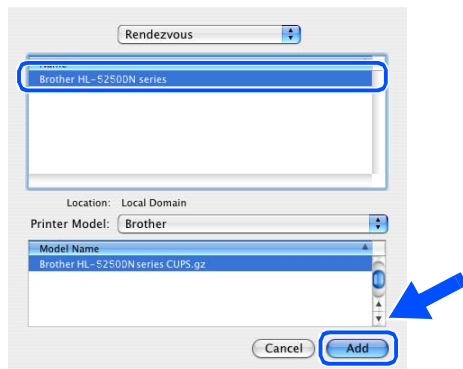 Rendezvous
Name
Brother HL-5250DN series
Location: Local Domain
Printer Model: Brother
Model Name
Brother HL-5250DN series CUPS.gz
Cancel Add